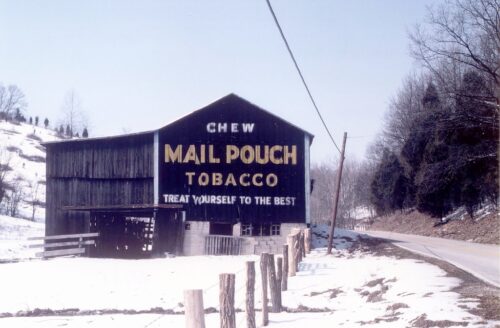 CHEW
MAIL POUCH
TOBACCO
TREAT YOURSELF TO THE BEST